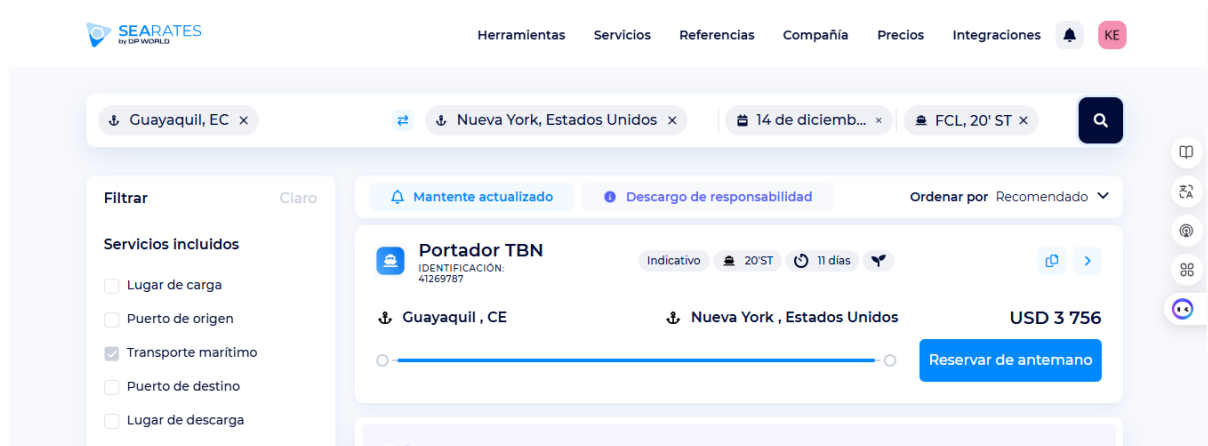 SEARATES
by DP WORLD
Herramientas Servicios Referencias Compañía Precios Integraciones KE
Guayaquil, EC × Nueva York, Estados Unidos × 14 de diciemb... × FCL, 20' ST ×
Filtrar Claro
Mantente actualizado Descargo de responsabilidad Ordenar por Recomendado
Servicios incluidos
Lugar de carga
Puerto de origen
Transporte marítimo
Puerto de destino
Lugar de descarga
Portador TBN
IDENTIFICACIÓN:
41269787
Indicativo 20'ST 11 días
Guayaquil , CE Nueva York , Estados Unidos USD 3 756
Reservar de antemano